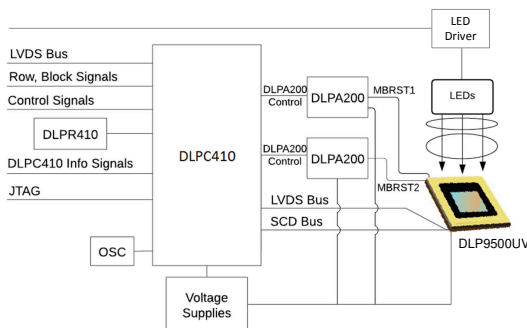 LED
Driver
LVDS Bus
Row, Block Signals
Control Signals
DLPR410
DLPC410 Info Signals
JTAG
OSC
DLPC410
DLPA200
Control
DLPA200
MBRST1
DLPA200
Control
DLPA200
MBRST2
LVDS Bus
SCD Bus
LEDs
DLP9500UV
Voltage
Supplies